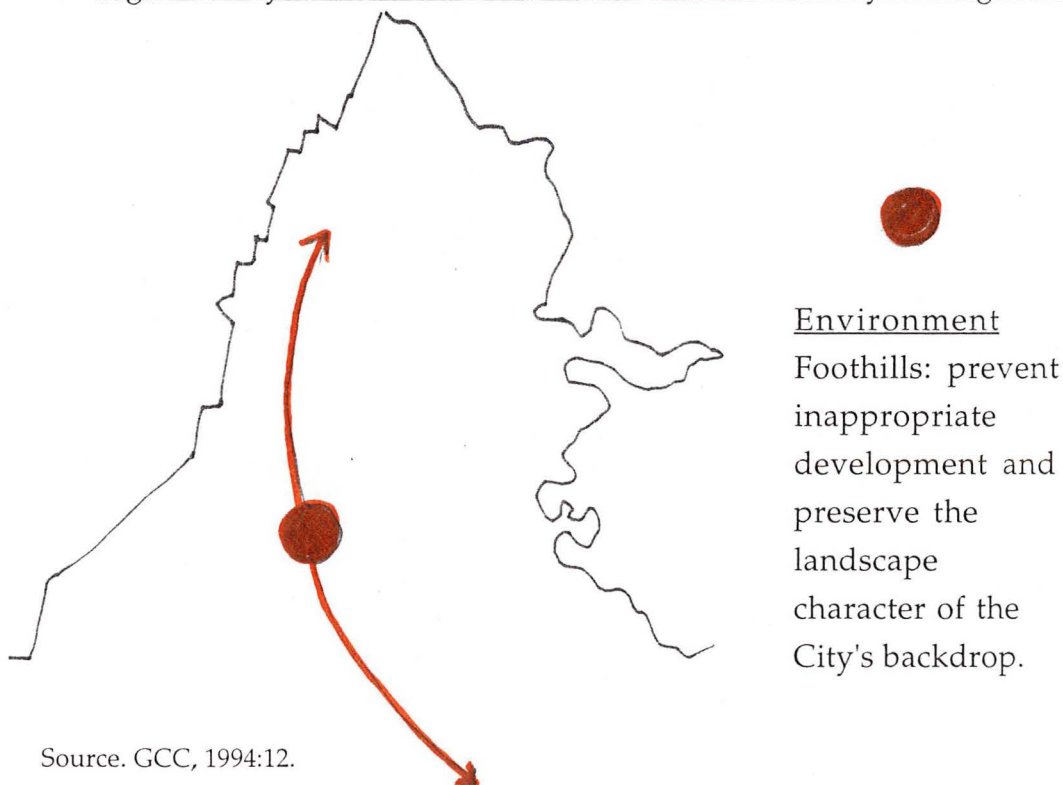 Environment
Foothills: prevent
inappropriate
development and
preserve the
landscape
character of the
City's backdrop.
Source. GCC, 1994:12.